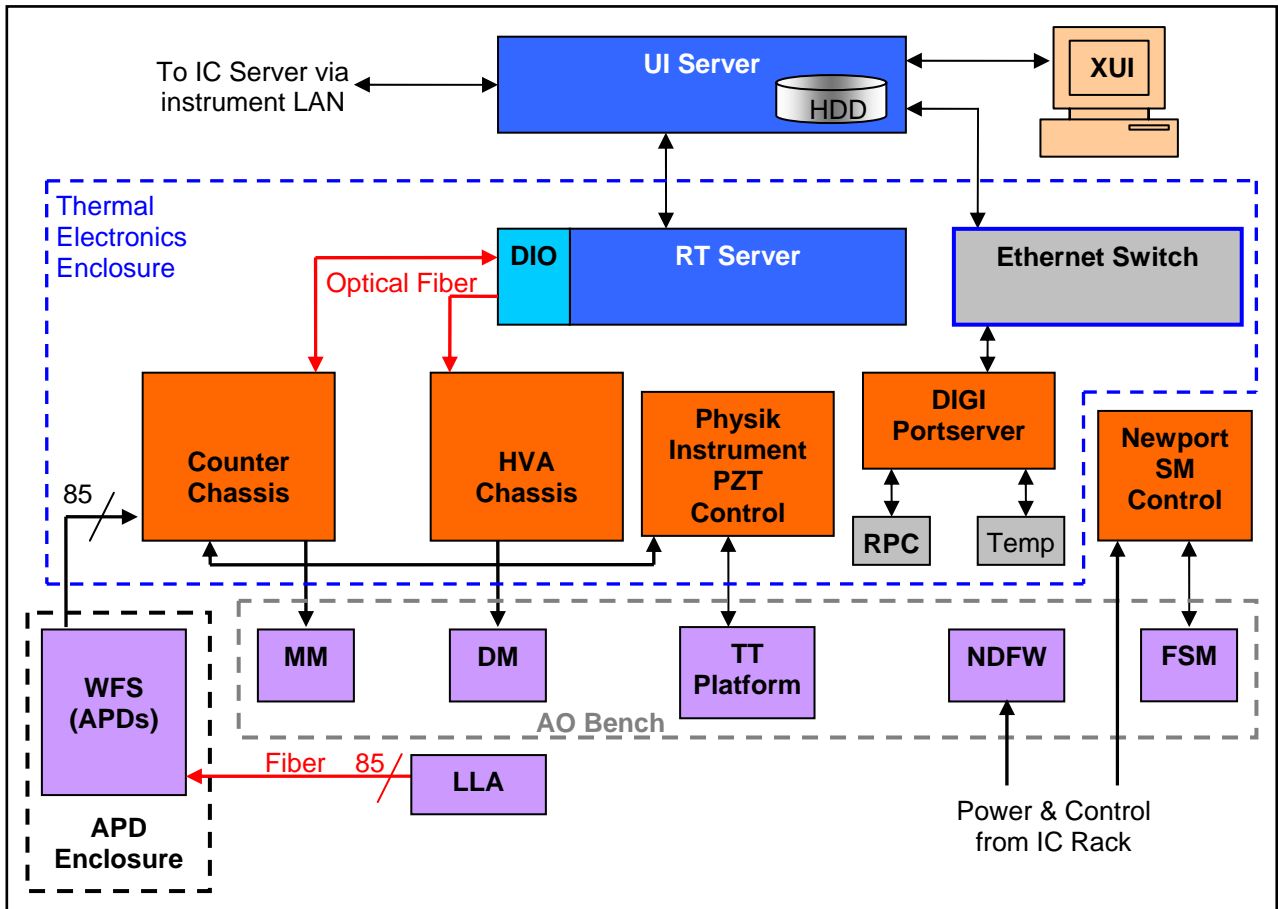 To IC Server via
instrument LAN
UI Server
HDD
XUI
Thermal
Electronics
Enclosure
DIO
RT Server
Ethernet Switch
Optical Fiber
Counter
Chassis
HVA
Chassis
Physik
Instrument
PZT
Control
DIGI
Portserver
Newport
SM
Control
85
RPC
Temp
WFS
(APDs)
MM
DM
TT
Platform
NDFW
FSM
AO Bench
Fiber 85
LLA
APD
Enclosure
Power & Control
from IC Rack